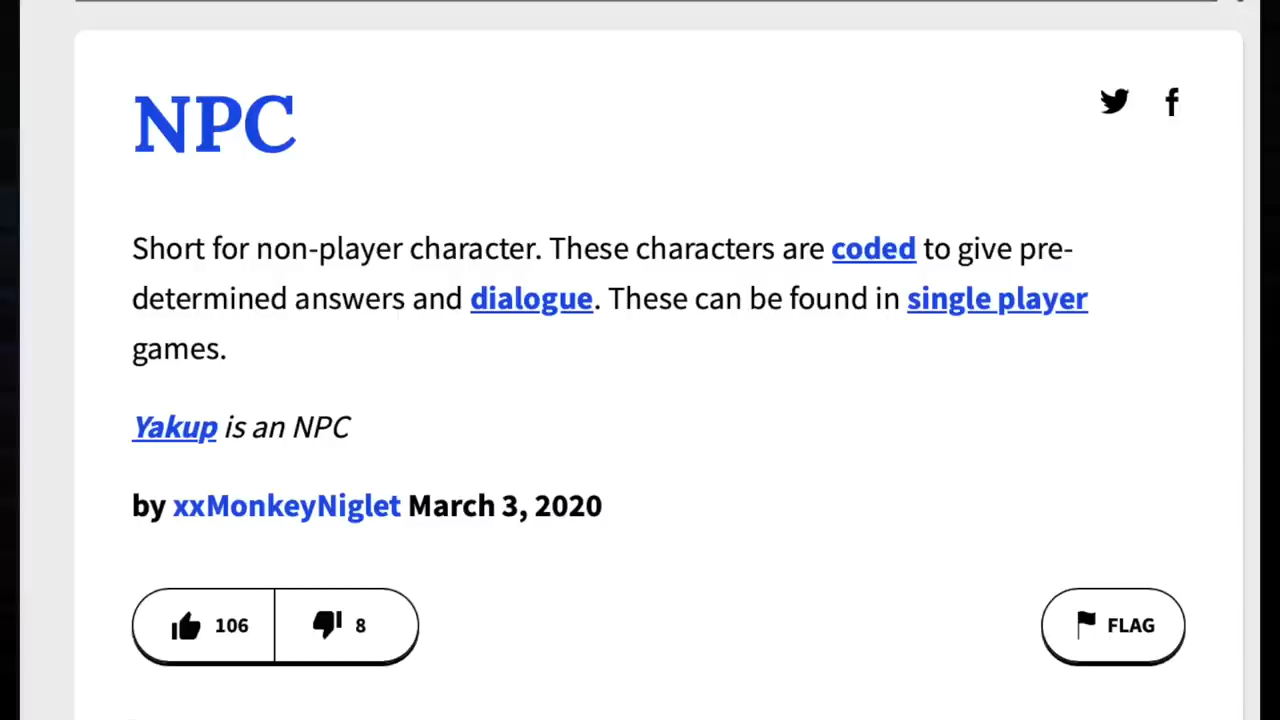 NPC
Short for non-player character. These characters are coded to give pre-
determined answers and dialogue. These can be found in single player
games.
Yakup is an NPC
by xxMonkeyNiglet March 3, 2020
106
8
FLAG